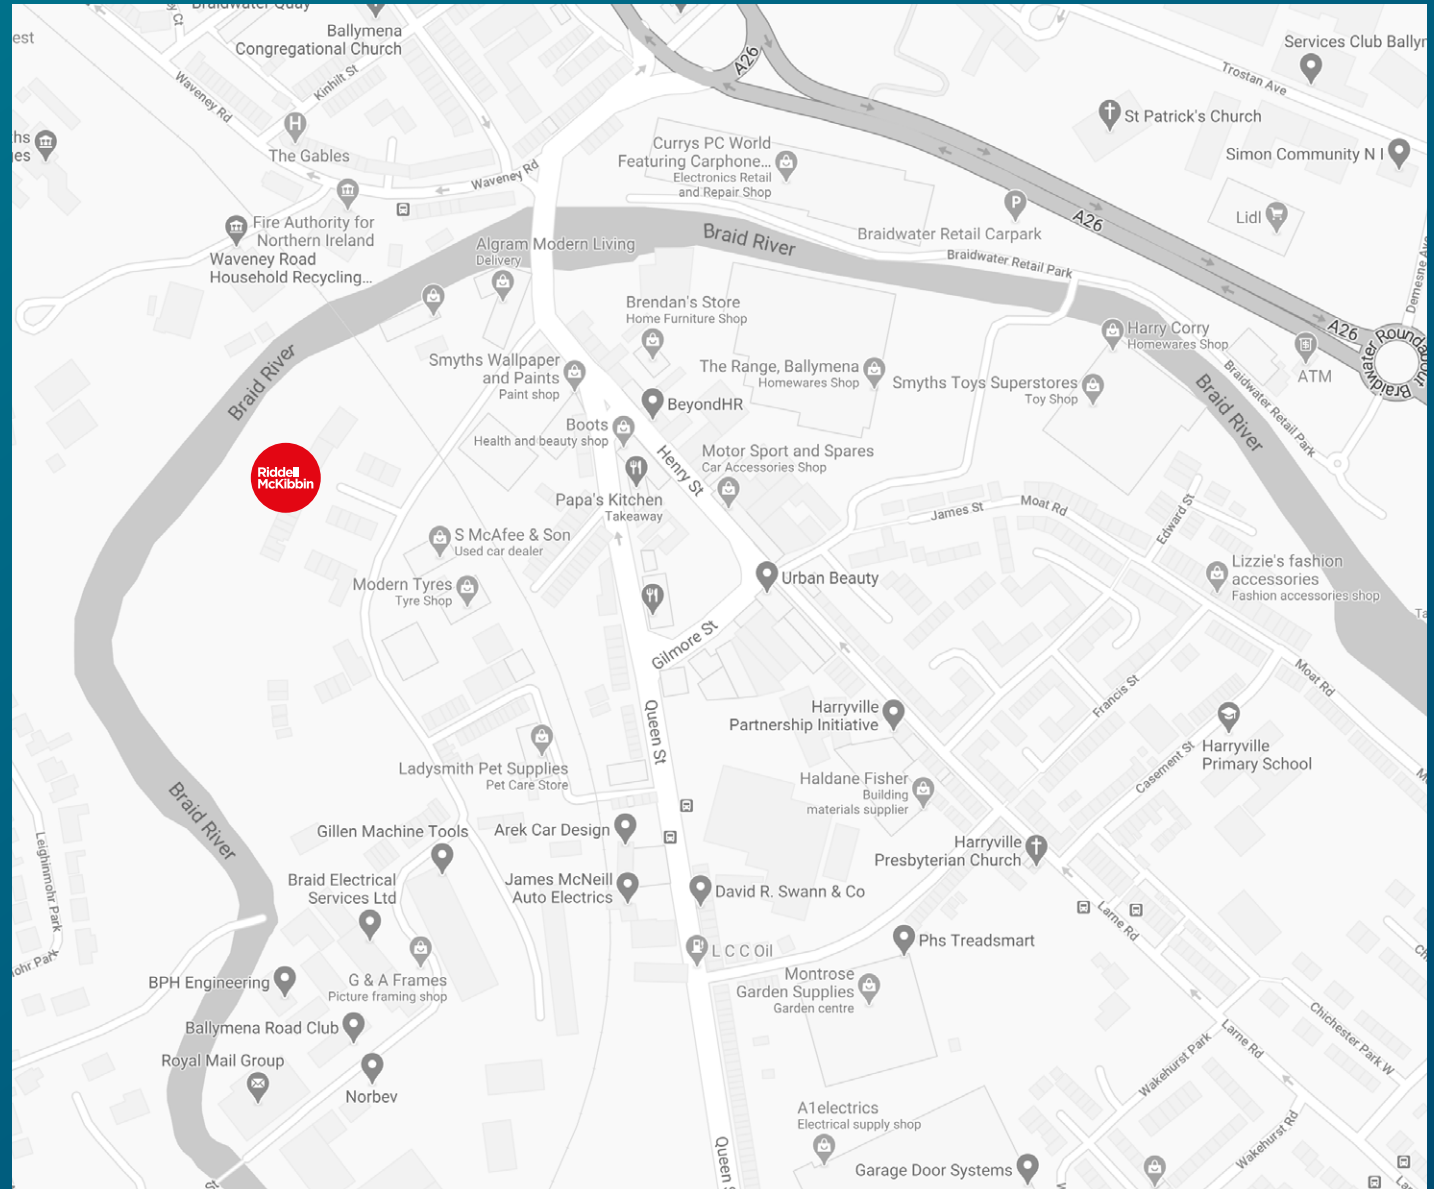 Braidwater Quay
Ballymena
Congregational Church
Kinhilt St
Waveney Rd
The Gables
Waveney Rd
Fire Authority for
Northern Ireland
Waveney Road
Household Recycling...
A26
Currys PC World
Featuring Carphone...
Electronics Retail
and Repair Shop
Services Club Ballyn
Trostan Ave
St Patrick's Church
Simon Community N I
Lidl
A26
Demesne Ave
Braidwater Retail Carpark
Braidwater Retail Park
Braid River
Algram Modern Living
Delivery
Brendan's Store
Home Furniture Shop
Harry Corry
Homewares Shop
A26
Braidwater Roundabout
ATM
Braidwater Retail Park
Braid River
Smyths Wallpaper
and Paints
Paint shop
The Range, Ballymena
Homewares Shop
Smyths Toys Superstores
Toy Shop
BeyondHR
Braid River
Boots
Health and beauty shop
Henry St
Motor Sport and Spares
Car Accessories Shop
Riddell
McKibbin
Papa's Kitchen
Takeaway
James St
Moat Rd
Edward St
S McAfee & Son
Used car dealer
Modern Tyres
Tyre Shop
Urban Beauty
Lizzie's fashion
accessories
Fashion accessories shop
Gilmore St
Moat Rd
Francis St
Queen St
Harryville
Partnership Initiative
Harryville
Primary School
Casement St
Ladysmith Pet Supplies
Pet Care Store
Haldane Fisher
Building
materials supplier
Braid River
Gillen Machine Tools
Arek Car Design
Harryville
Presbyterian Church
Leighinmohr Park
Braid Electrical
Services Ltd
James McNeill
Auto Electrics
David R. Swann & Co
Larne Rd
Phs Treadsmart
L C C Oil
BPH Engineering
G & A Frames
Picture framing shop
Montrose
Garden Supplies
Garden centre
Ballymena Road Club
Royal Mail Group
Norbev
Larne Rd
Chichester Park W
Wakehurst Park
A1electrics
Electrical supply shop
Wakehurst Rd
Garage Door Systems
Queen S